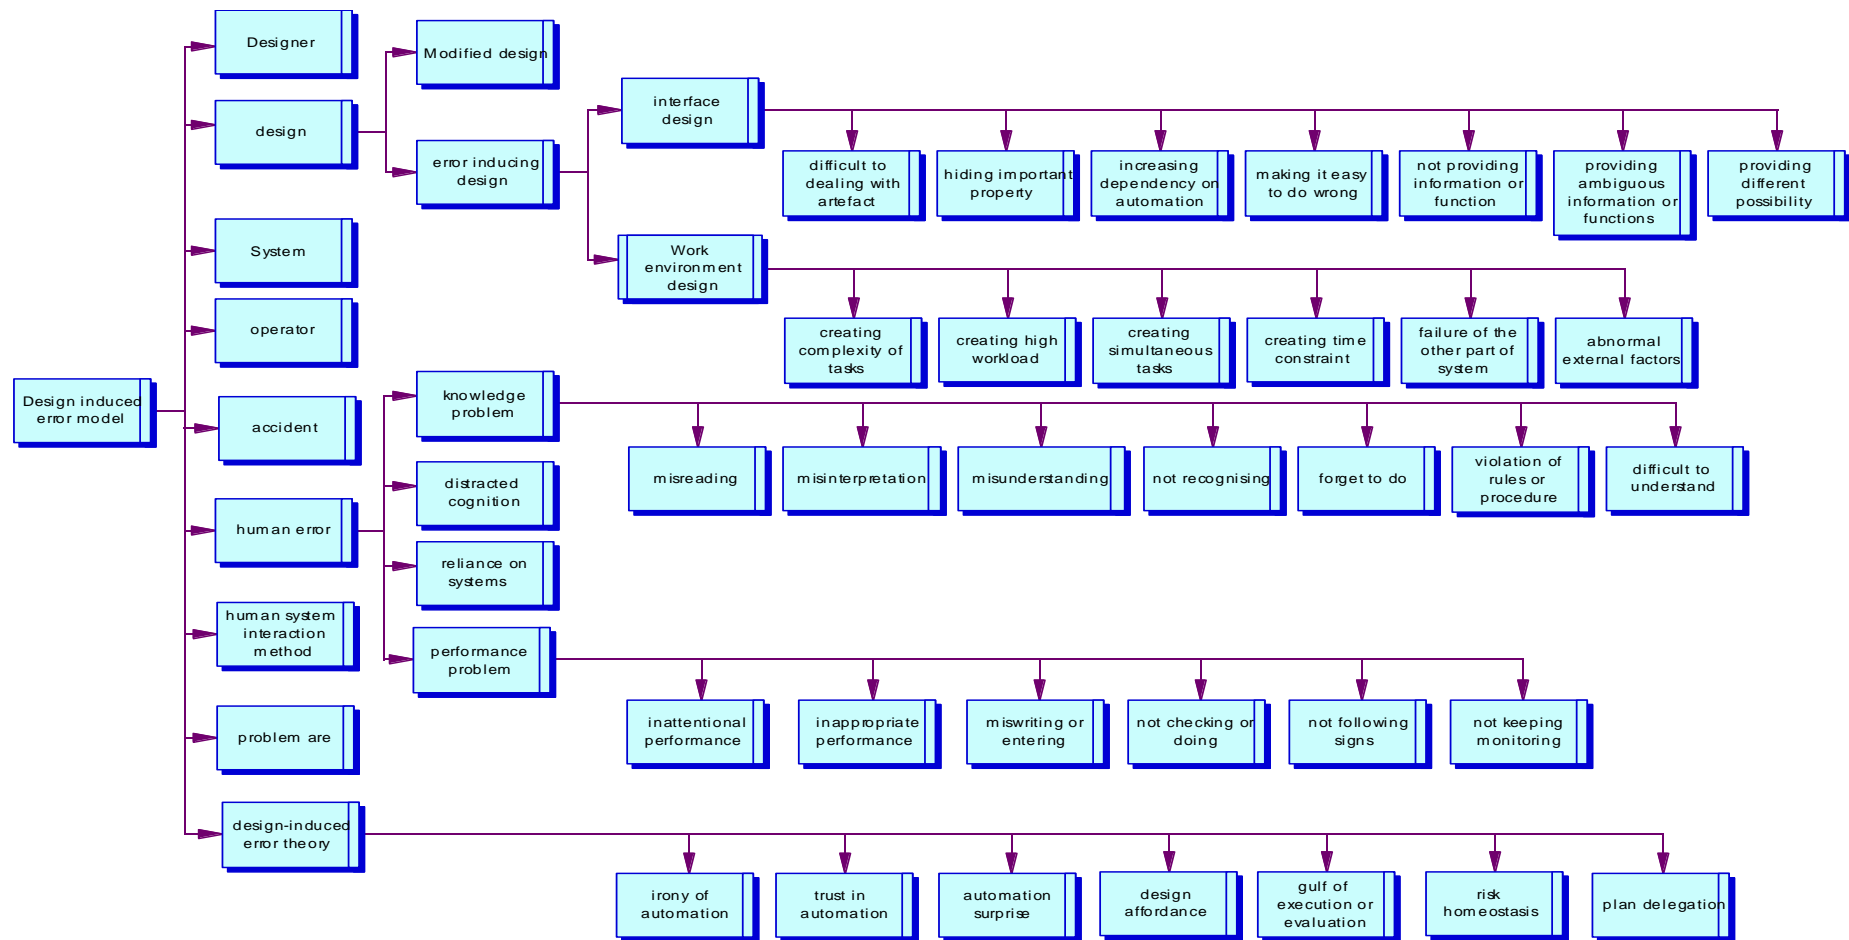 Designer
Modified design
design
error inducing
design
interface
design
difficult to
dealing with
artefact
hiding important
property
increasing
dependency on
automation
making it easy
to do wrong
not providing
information or
function
providing
ambiguous
information or
functions
providing
different
possibility
System
Work
environment
design
operator
creating
complexity of
tasks
creating high
workload
creating
simultaneous
tasks
creating time
constraint
failure of the
other part of
system
abnormal
external factors
Design induced
error model
accident
knowledge
problem
misreading
misinterpretation
misunderstanding
not recognising
forget to do
violation of
rules or
procedure
difficult to
understand
distracted
cognition
human error
reliance on
systems
human system
interaction
method
performance
problem
inattentional
performance
inappropriate
performance
miswriting or
entering
not checking or
doing
not following
signs
not keeping
monitoring
problem are
design-induced
error theory
irony of
automation
trust in
automation
automation
surprise
design
affordance
gulf of
execution or
evaluation
risk
homeostasis
plan delegation